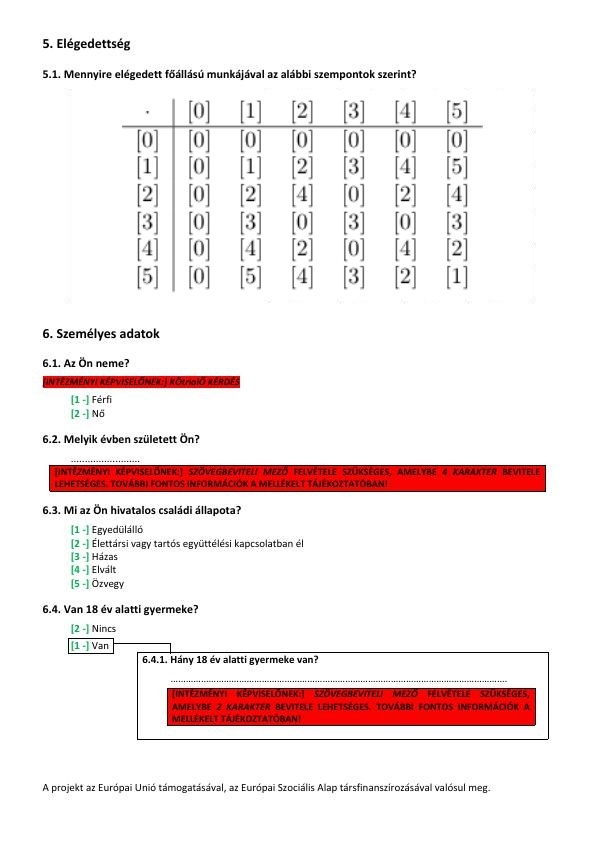 5. Elégedettség
5.1. Mennyire elégedett főállású munkájával az alábbi szempontok szerint?
· [0] [1] [2] [3] [4] [5]
[0] [0] [0] [0] [0] [0] [0]
[1] [0] [1] [2] [3] [4] [5]
[2] [0] [2] [4] [0] [2] [4]
[3] [0] [3] [0] [3] [0] [3]
[4] [0] [4] [2] [0] [4] [2]
[5] [0] [5] [4] [3] [2] [1]
6. Személyes adatok
6.1. Az Ön neme?
[INTÉZMÉNYI KÉPVISELŐNEK:] KÖtnalŐ KÉRDÉS
[1 -] Férfi
[2 -] Nő
6.2. Melyik évben született Ön?
.........................
[INTÉZMÉNYI KÉPVISELŐNEK:] SZÖVEGBEVITELI MEZŐ FELVÉTELE SZÜKSÉGES, AMELYBE 4 KARAKTER BEVITELE
LEHETSÉGES. TOVÁBBI FONTOS INFORMÁCIÓK A MELLÉKELT TÁJÉKOZTATÓBAN!
6.3. Mi az Ön hivatalos családi állapota?
[1 -] Egyedülálló
[2 -] Élettársi vagy tartós együttélési kapcsolatban él
[3 -] Házas
[4 -] Elvált
[5 -] Özvegy
6.4. Van 18 év alatti gyermeke?
[2 -] Nincs
[1 -] Van
6.4.1. Hány 18 év alatti gyermeke van?
........................................................................................................................
[INTÉZMÉNYI KÉPVISELŐNEK:] SZÖVEGBEVITELI MEZŐ FELVÉTELE SZÜKSÉGES,
AMELYBE 2 KARAKTER BEVITELE LEHETSÉGES. TOVÁBBI FONTOS INFORMÁCIÓK A
MELLÉKELT TÁJÉKOZTATÓBAN!
A projekt az Európai Unió támogatásával, az Európai Szociális Alap társfinanszírozásával valósul meg.